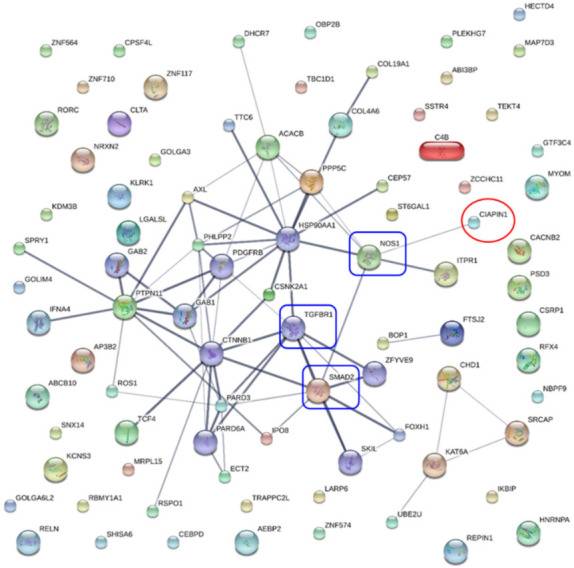 HECTD4
OBP2B
DHCR7
PLEKHG7
ZNF564
CPSF4L
MAP7D3
COL19A1
ABI3BP
ZNF710
ZNF117
TBC1D1
COL4A6
SSTR4
TEKT4
RORC
CLTA
TTC6
ACACB
C4B
GTF3C4
NRXN2
GOLGA3
PPP5C
CEP57
ZCCHC11
MYOM
KLRK1
AXL
ST6GAL1
CIAPIN1
KDM3B
LGALSL
HSP90AA1
NOS1
CACNB2
SPRY1
PHLPP2
GAB2
PDGFRB
ITPR1
PSD3
GOLIM4
CSNK2A1
PTPN11
GAB1
IFNA4
TGFBR1
FTSJ2
CSRP1
BOP1
CTNNB1
AP3B2
ZFYVE9
CHD1
RFX4
SMAD2
ABCB10
ROS1
PARD3
NBPF9
SNX14
TCF4
PARD6A
IPO8
FOXH1
SRCAP
KCNS3
MRPL15
ECT2
SKIL
KAT6A
GOLGA6L2
RBMY1A1
RSPO1
TRAPPC2L
LARP6
IKBIP
UBE2U
RELN
SHISA6
CEBPD
AEBP2
ZNF574
REPIN1
HNRNPA